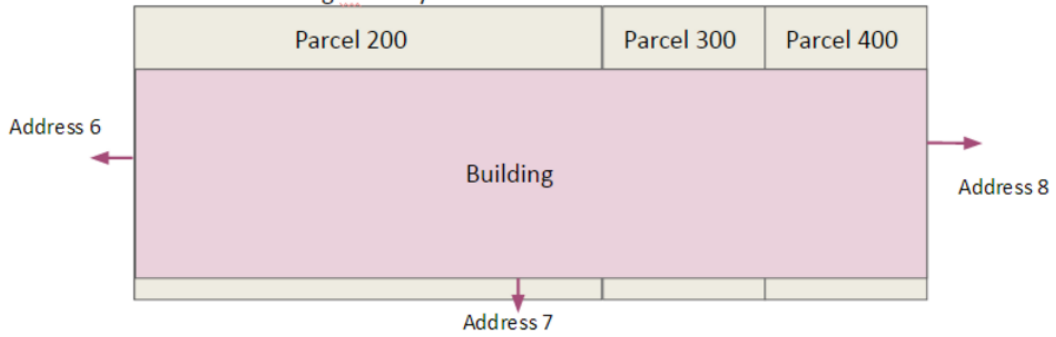 Parcel 200
Parcel 300
Parcel 400
Address 6
Building
Address 8
Address 7